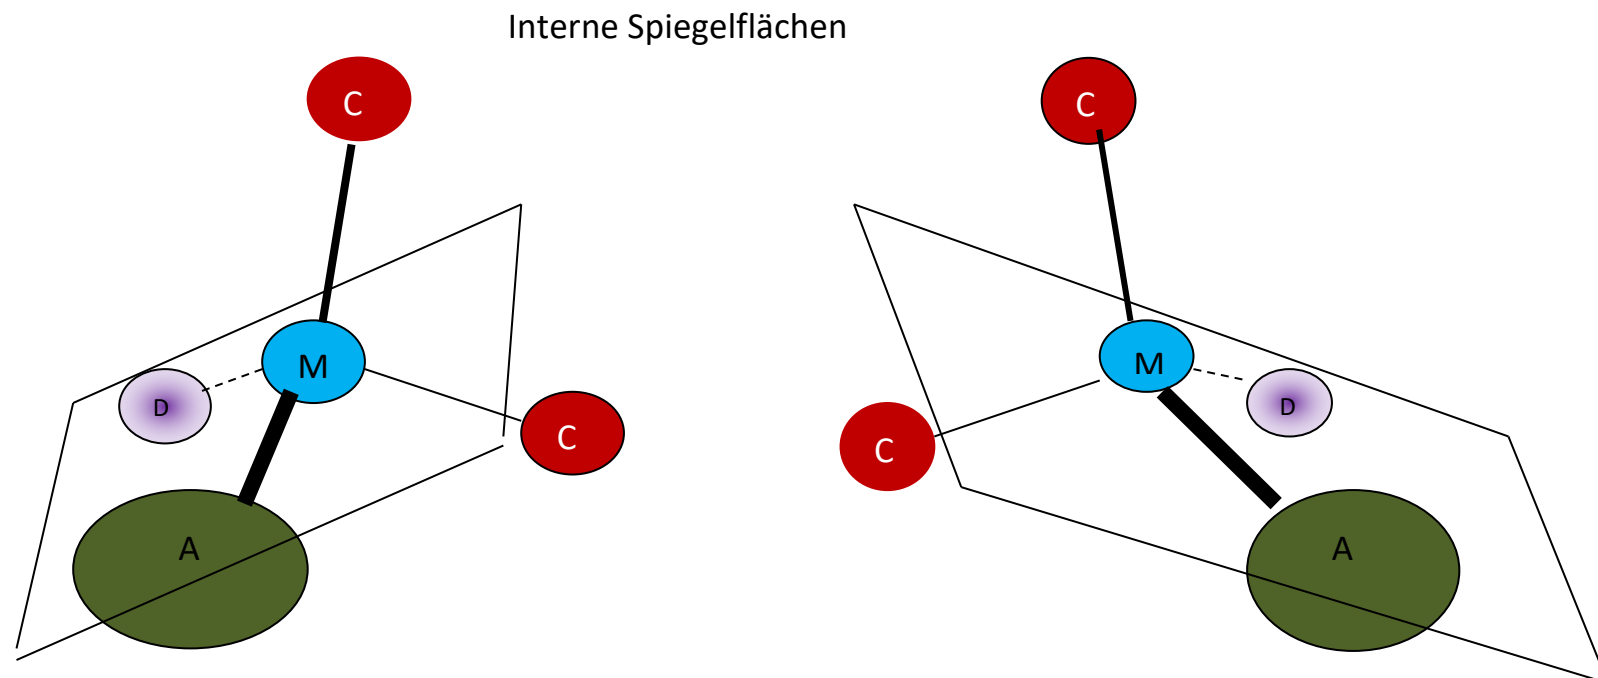 Interne Spiegelflächen
C C
M M
D D
C C
A A